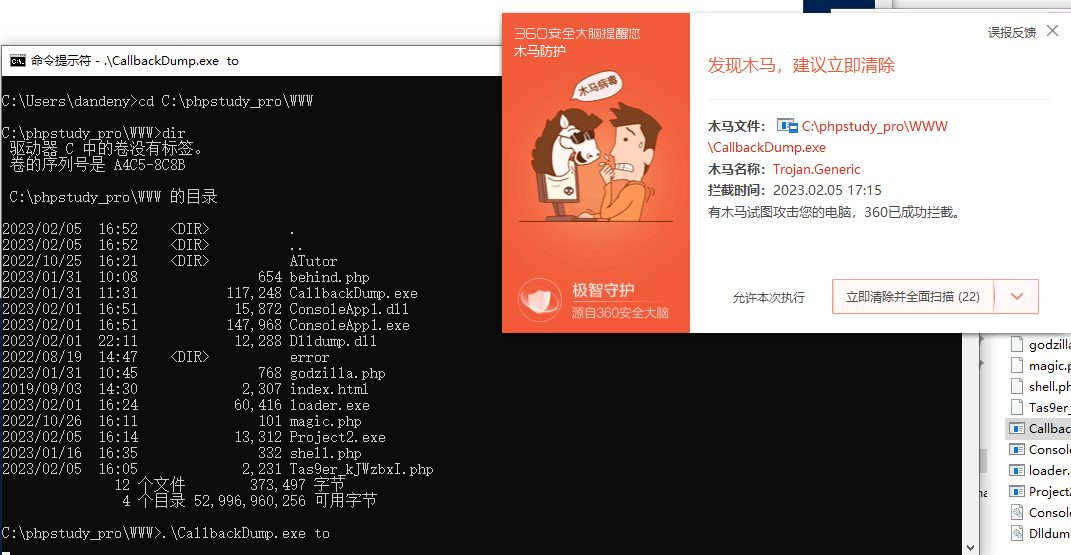 命令提示符 - .\CallbackDump.exe to
C:\Users\dandeny>cd C:\phpstudy_pro\WWW
C:\phpstudy_pro\WWW>dir
驱动器 C 中的卷没有标签。
卷的序列号是 A4C5-8C8B
C:\phpstudy_pro\WWW 的目录
2023/02/05 16:52 <DIR> .
2023/02/05 16:52 <DIR> ..
2022/10/25 16:21 <DIR> ATutor
2023/01/31 10:08 654 behind.php
2023/01/31 11:31 117,248 CallbackDump.exe
2023/02/01 16:51 15,872 ConsoleApp1.dll
2023/02/01 16:51 147,968 ConsoleApp1.exe
2023/02/01 22:11 12,288 Dlldump.dll
2022/08/19 14:47 <DIR> error
2023/01/31 10:45 768 godzilla.php
2019/09/03 14:30 2,307 index.html
2023/02/01 16:24 60,416 loader.exe
2022/10/26 16:11 101 magic.php
2023/02/05 16:14 13,312 Project2.exe
2023/01/16 16:35 332 shell.php
2023/02/05 16:05 2,231 Tas9er_kJWzbxI.php
12 个文件 373,497 字节
4 个目录 52,996,960,256 可用字节
C:\phpstudy_pro\WWW>.\CallbackDump.exe to
360安全大脑提醒您
木马防护
木马病毒
极智守护
源自360安全大脑
误报反馈
发现木马，建议立即清除
木马文件： C:\phpstudy_pro\WWW
\CallbackDump.exe
木马名称： Trojan.Generic
拦截时间： 2023.02.05 17:15
有木马试图攻击您的电脑，360已成功拦截。
允许本次执行
立即清除并全面扫描 (22)
godzilla
magic.p
shell.ph
Tas9er_
Callbac
Consol
loader.
Project
Consol
Dlldum